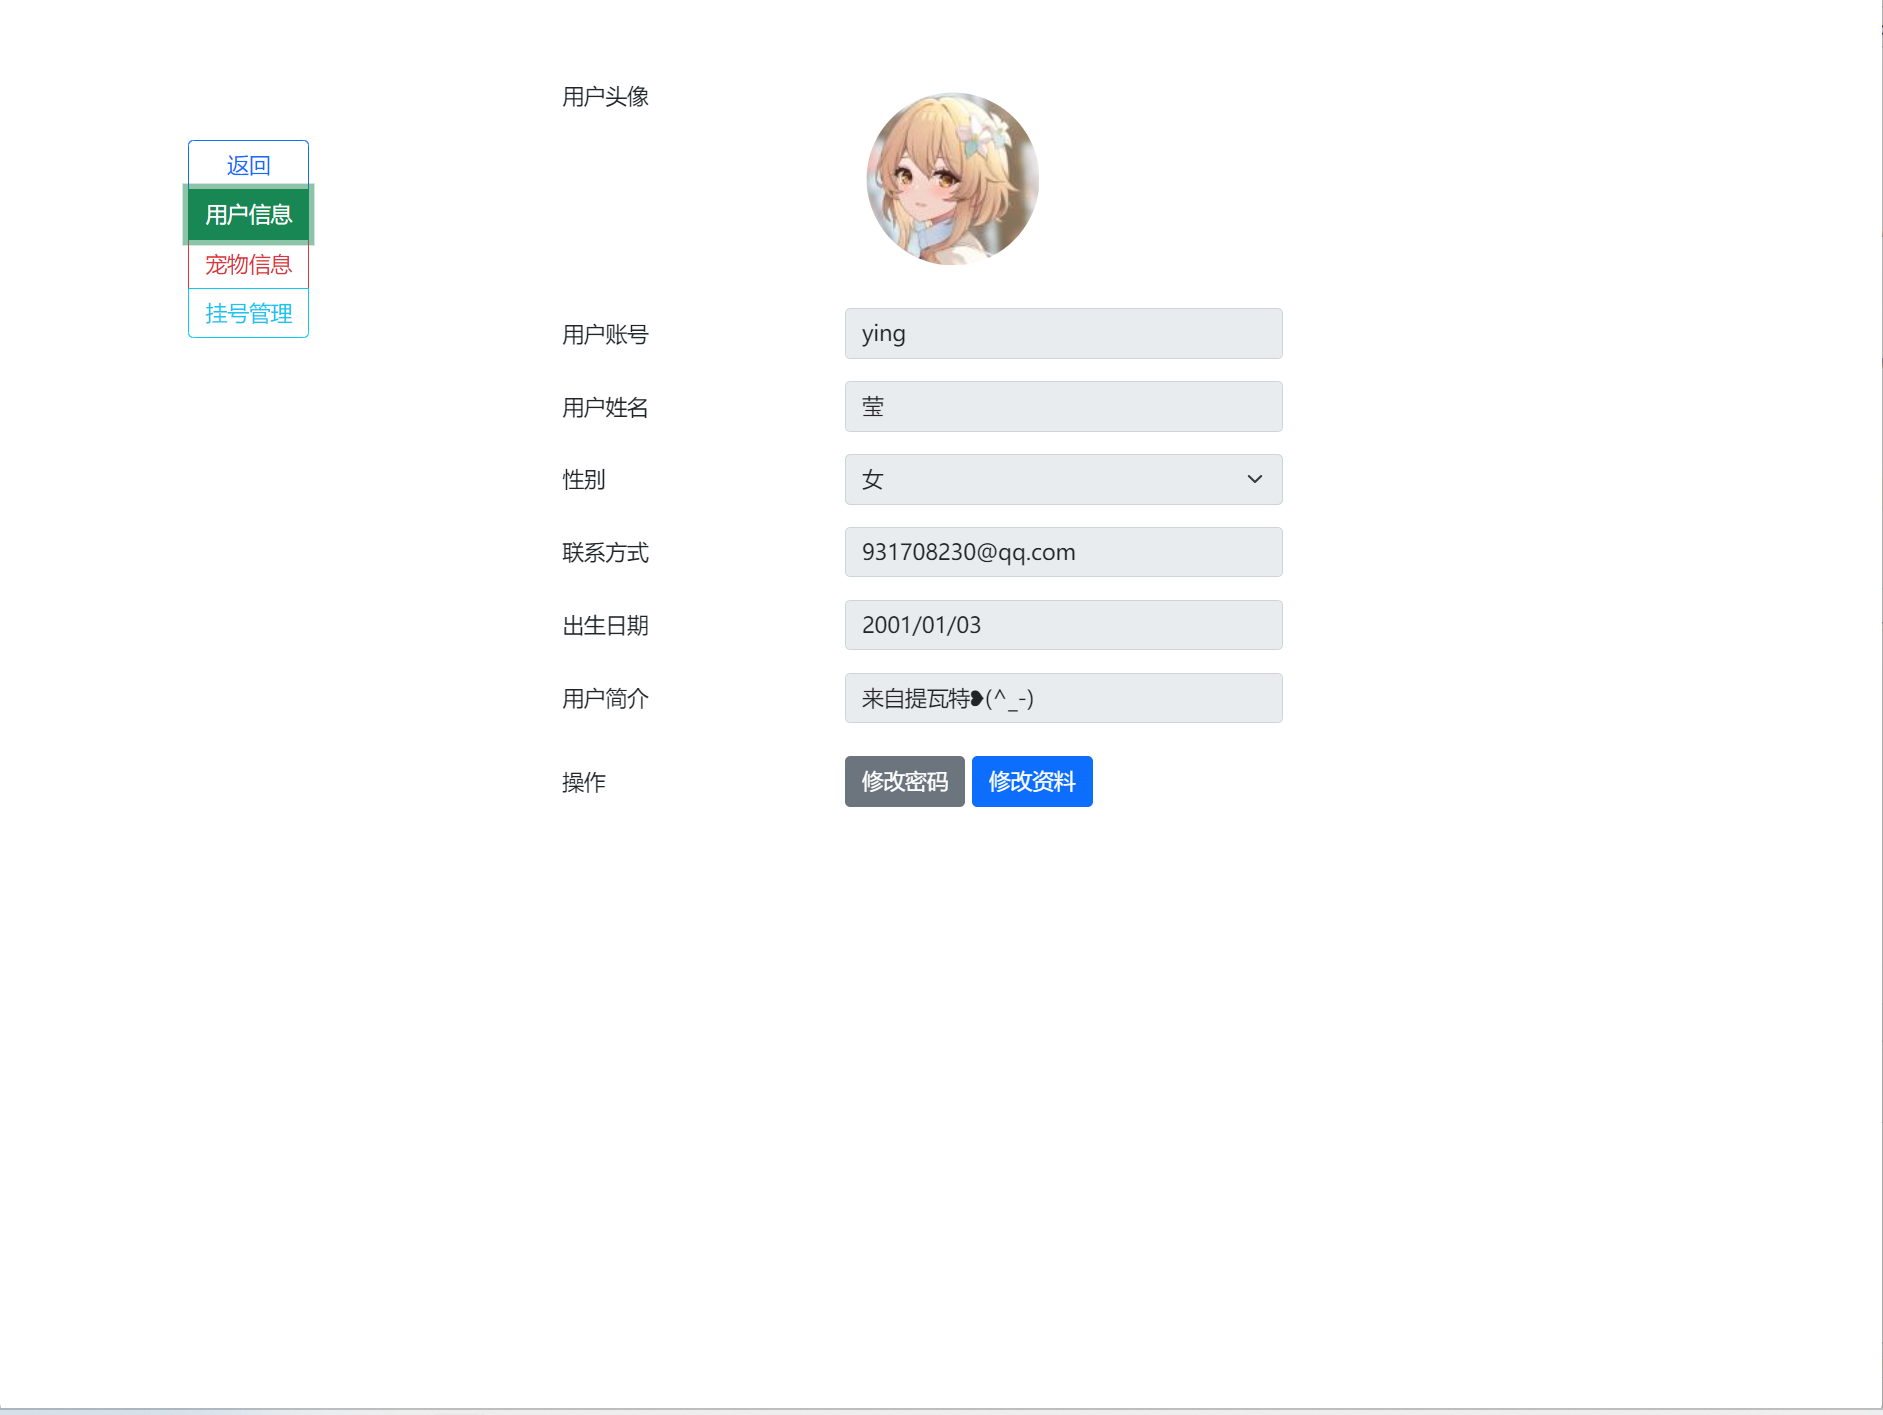 用户头像
返回
用户信息
宠物信息
挂号管理
用户账号 ying
用户姓名 莹
性别 女
联系方式 931708230@qq.com
出生日期 2001/01/03
用户简介 来自提瓦特❥(^_-)
操作 修改密码 修改资料